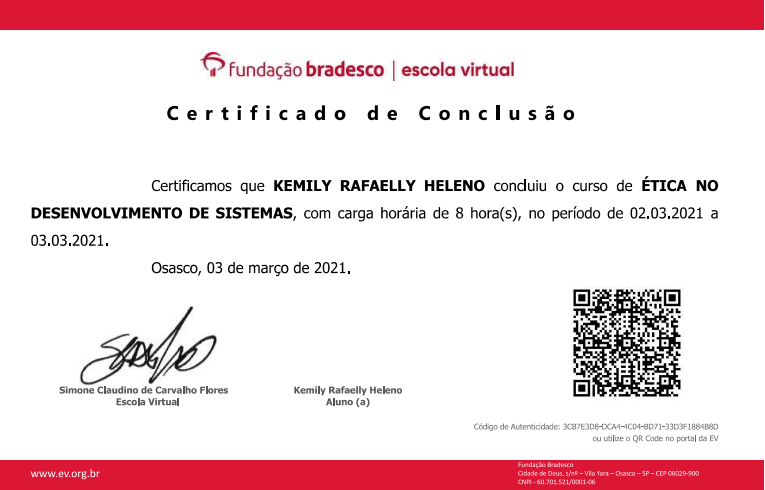 fundação bradesco | escola virtual
Certificado de Conclusão
Certificamos que KEMILY RAFAELLY HELENO concluiu o curso de ÉTICA NO
DESENVOLVIMENTO DE SISTEMAS, com carga horária de 8 hora(s), no período de 02.03.2021 a
03.03.2021.
Osasco, 03 de março de 2021.
Simone Claudino de Carvalho Flores
Escola Virtual
Kemily Rafaelly Heleno
Aluno (a)
Código de Autenticidade: 3CB7E3D8-DCA4-4C04-BD71-33D3F1884B8D
ou utilize o QR Code no portal da EV
www.ev.org.br
Fundação Bradesco
Cidade de Deus, s/nº – Vila Yara – Osasco – SP – CEP 06029-900
CNPJ - 60.701.521/0001-06